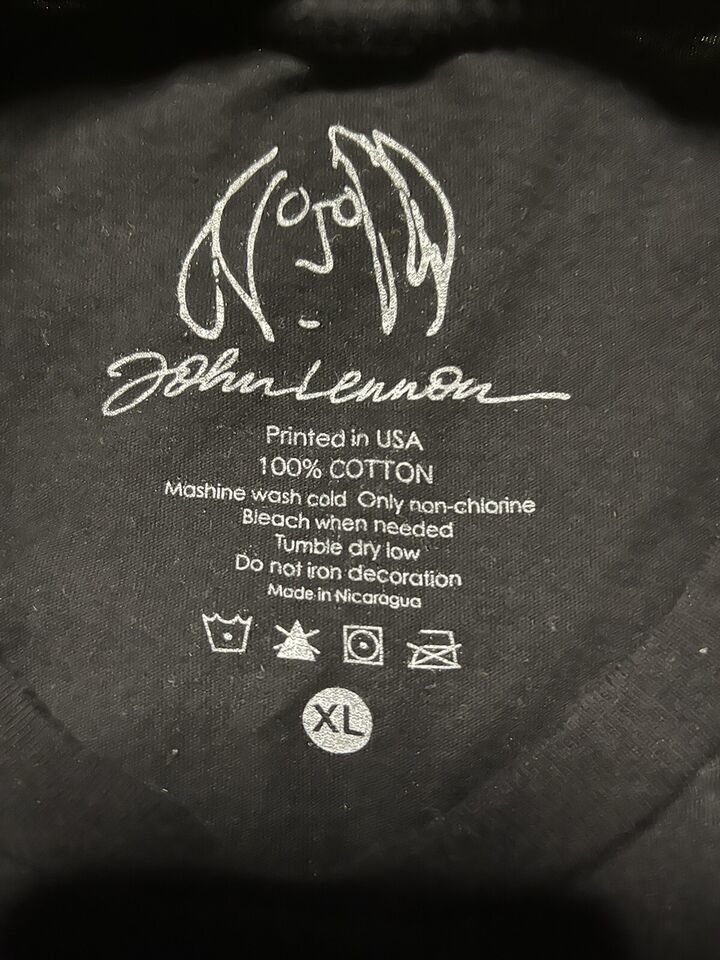 John Lennon
Printed in USA
100% COTTON
Mashine wash cold Only non-chlorine
Bleach when needed
Tumble dry low
Do not iron decoration
Made in Nicaragua
XL